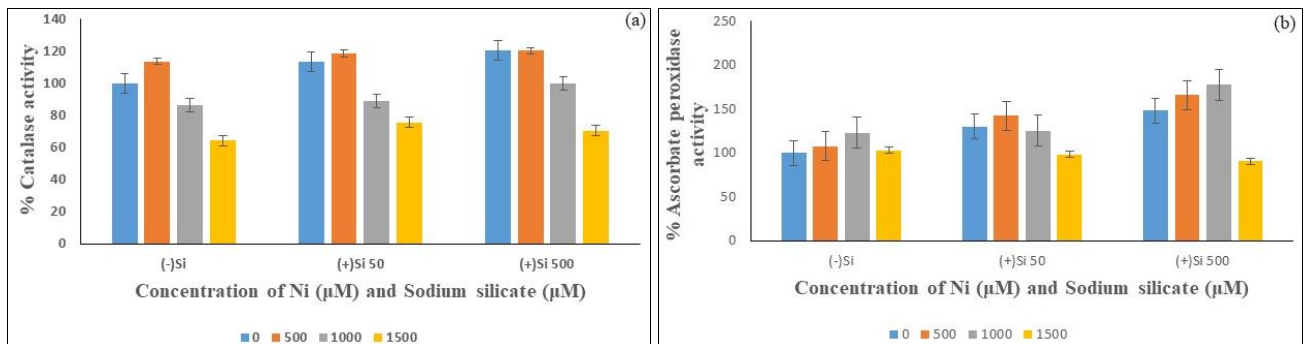 (a)
% Catalase activity
140
120
100
80
60
40
20
0
(-)Si
(+)Si 50
(+)Si 500
Concentration of Ni (μM) and Sodium silicate (μM)
0 500 1000 1500
(b)
% Ascorbate peroxidase
activity
250
200
150
100
50
0
(-)Si
(+)Si 50
(+)Si 500
Concentration of Ni (μM) and Sodium silicate (μM)
0 500 1000 1500